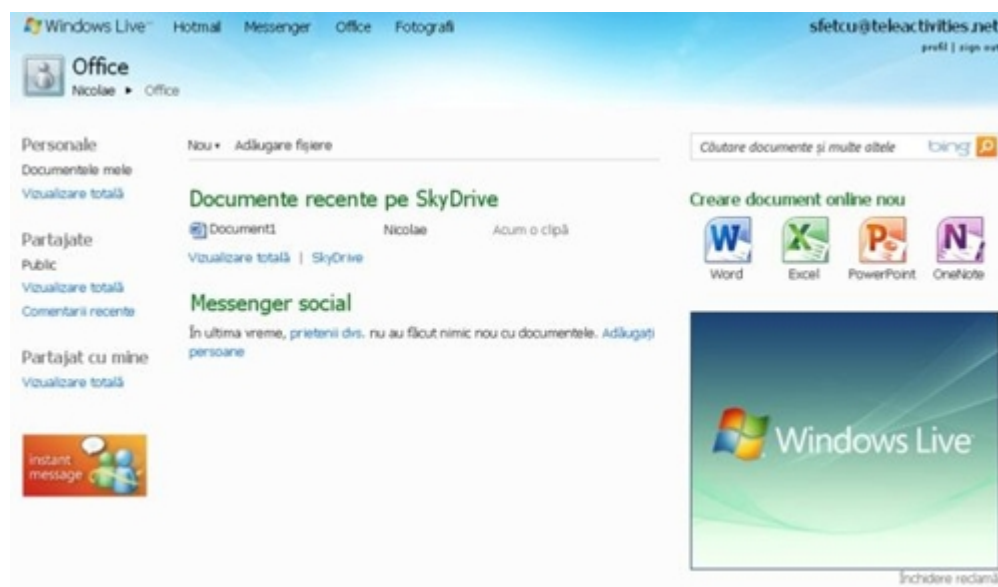 Windows Live™ Hotmail Messenger Office Fotografii
sfetcu@teleactivities.net
profil | sign out
Office
Nicolae ▸ Office
Personale
Documentele mele
Vizualizare totală
Partajate
Public
Vizualizare totală
Comentarii recente
Partajat cu mine
Vizualizare totală
instant
message
Nou ▾ Adăugare fișiere
Documente recente pe SkyDrive
Document1 Nicolae Acum o clipă
Vizualizare totală | SkyDrive
Messenger social
În ultima vreme, prietenii dvs. nu au făcut nimic nou cu documentele. Adăugați
persoane
Căutare documente și multe altele bing
Creare document online nou
Word Excel PowerPoint OneNote
Windows Live
Închidere reclamă